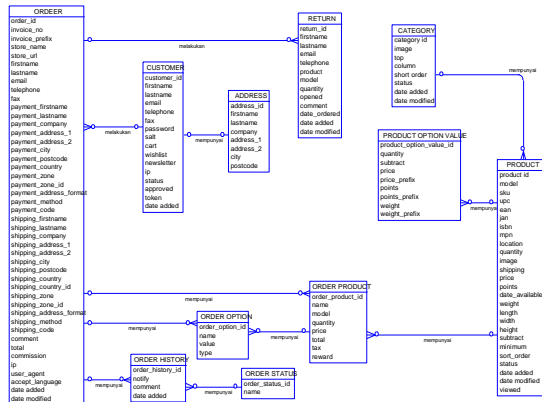 ORDEER
order_id
invoice_no
invoice_prefix
store_name
store_url
firstname
lastname
email
telephone
fax
payment_firstname
payment_lastname
payment_company
payment_address_1
payment_address_2
payment_city
payment_postcode
payment_country
payment_zone
payment_zone_id
payment_address_format
payment_method
payment_code
shipping_firstname
shipping_lastname
shipping_company
shipping_address_1
shipping_address_2
shipping_city
shipping_postcode
shipping_country
shipping_country_id
shipping_zone
shipping_zone_id
shipping_address_format
shipping_method
shipping_code
comment
total
commission
ip
user_agent
accept_language
date added
date modified
melakukan
melakukan
CUSTOMER
customer_id
firstname
lastname
email
telephone
fax
password
salt
cart
wishlist
newsletter
ip
status
approved
token
date added
mempunyai
ADDRESS
address_id
firstname
lastname
company
address_1
address_2
city
postcode
RETURN
return_id
firstname
lastname
email
telephone
product
model
quantity
opened
comment
date_ordered
date added
date modified
CATEGORY
category id
image
top
column
short order
status
date added
date modified
mempunyai
PRODUCT OPTION VALUE
product_option_value_id
quantity
subtract
price
price_prefix
points
points_prefix
weight
weight_prefix
mempunyai
PRODUCT
product id
model
sku
upc
ean
jan
isbn
mpn
location
quantity
image
shipping
price
points
date_available
weight
length
width
height
subtract
minimum
sort_order
status
date added
date modified
viewed
mempunyai
ORDER PRODUCT
order_product_id
name
model
quantity
price
total
tax
reward
mempunyai
mempunyai
ORDER OPTION
order_option_id
name
value
type
mempunyai
mempunyai
ORDER HISTORY
order_history_id
notify
comment
date added
mempunyai
mempunyai
ORDER STATUS
order_status_id
name